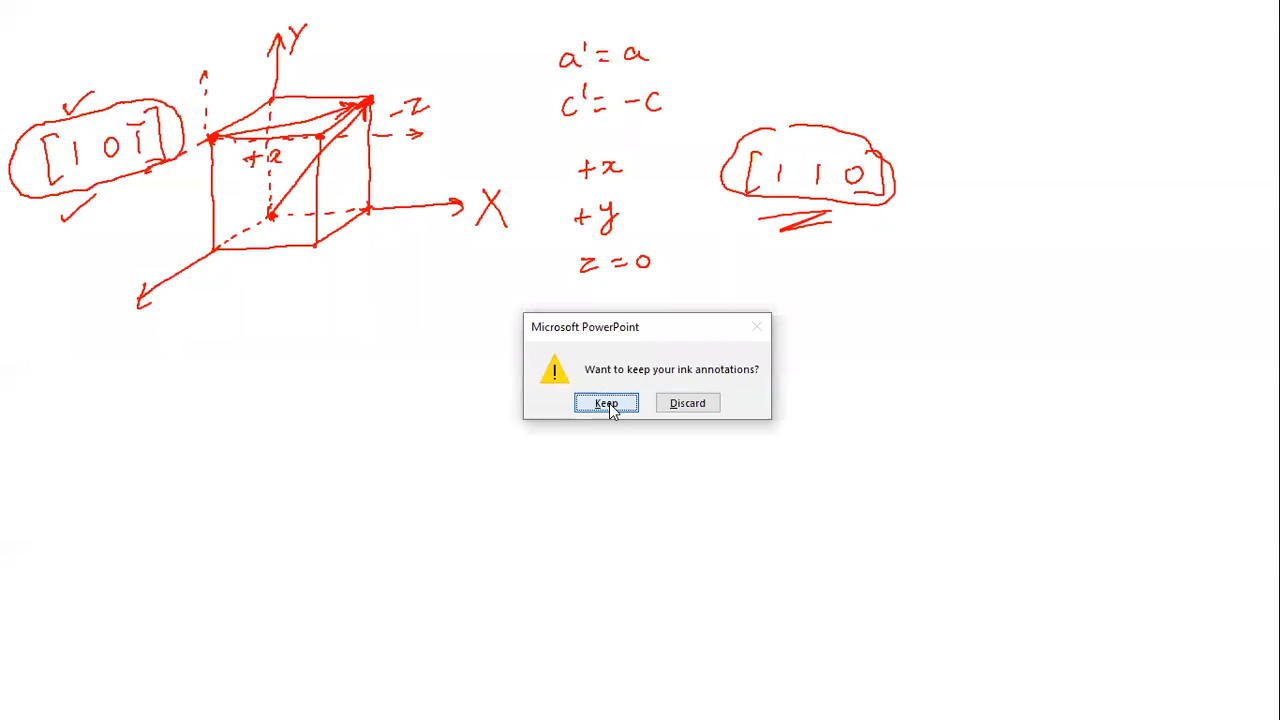 Y
[1 0 1̅]
+x
-z
X
a' = a
c' = -c
+x
+y
z = 0
[1 1 0]
Microsoft PowerPoint
Want to keep your ink annotations?
Keep
Discard